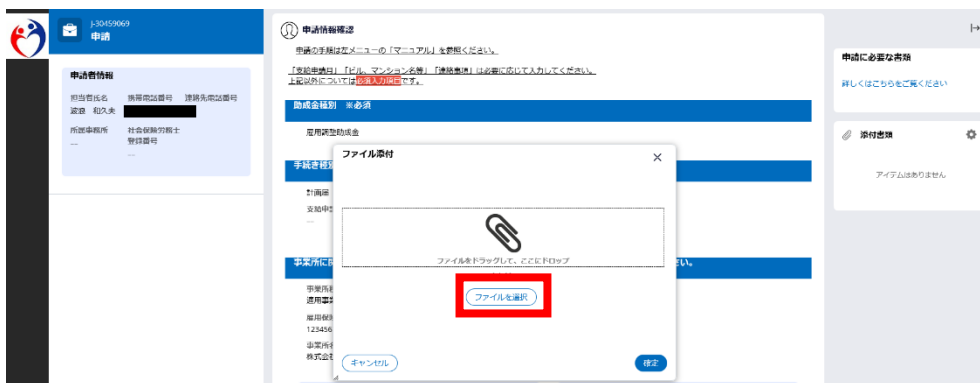 J-30459069
申請
申請者情報
担当者氏名 携帯電話番号 連絡先電話番号
波浪 和久夫
所属事務所 社会保険労務士
登録番号
---
---
申請情報確認
申請の手順は左メニューの「マニュアル」を参照ください。
「支給申請月」「ビル、マンション名等」「連絡事項」は必要に応じて入力してください。
上記以外については必須入力項目です。
助成金種別 ※必須
雇用調整助成金
手続き種別
計画届
支給申請
---
事業所に
さい。
事業所
適用事業
雇用保険
123456
事業所名
株式会社
ファイル添付
×
ファイルをドラッグして、ここにドロップ
ファイルを選択
キャンセル
確定
申請に必要な書類
詳しくはこちらをご覧ください
添付書類
アイテムはありません